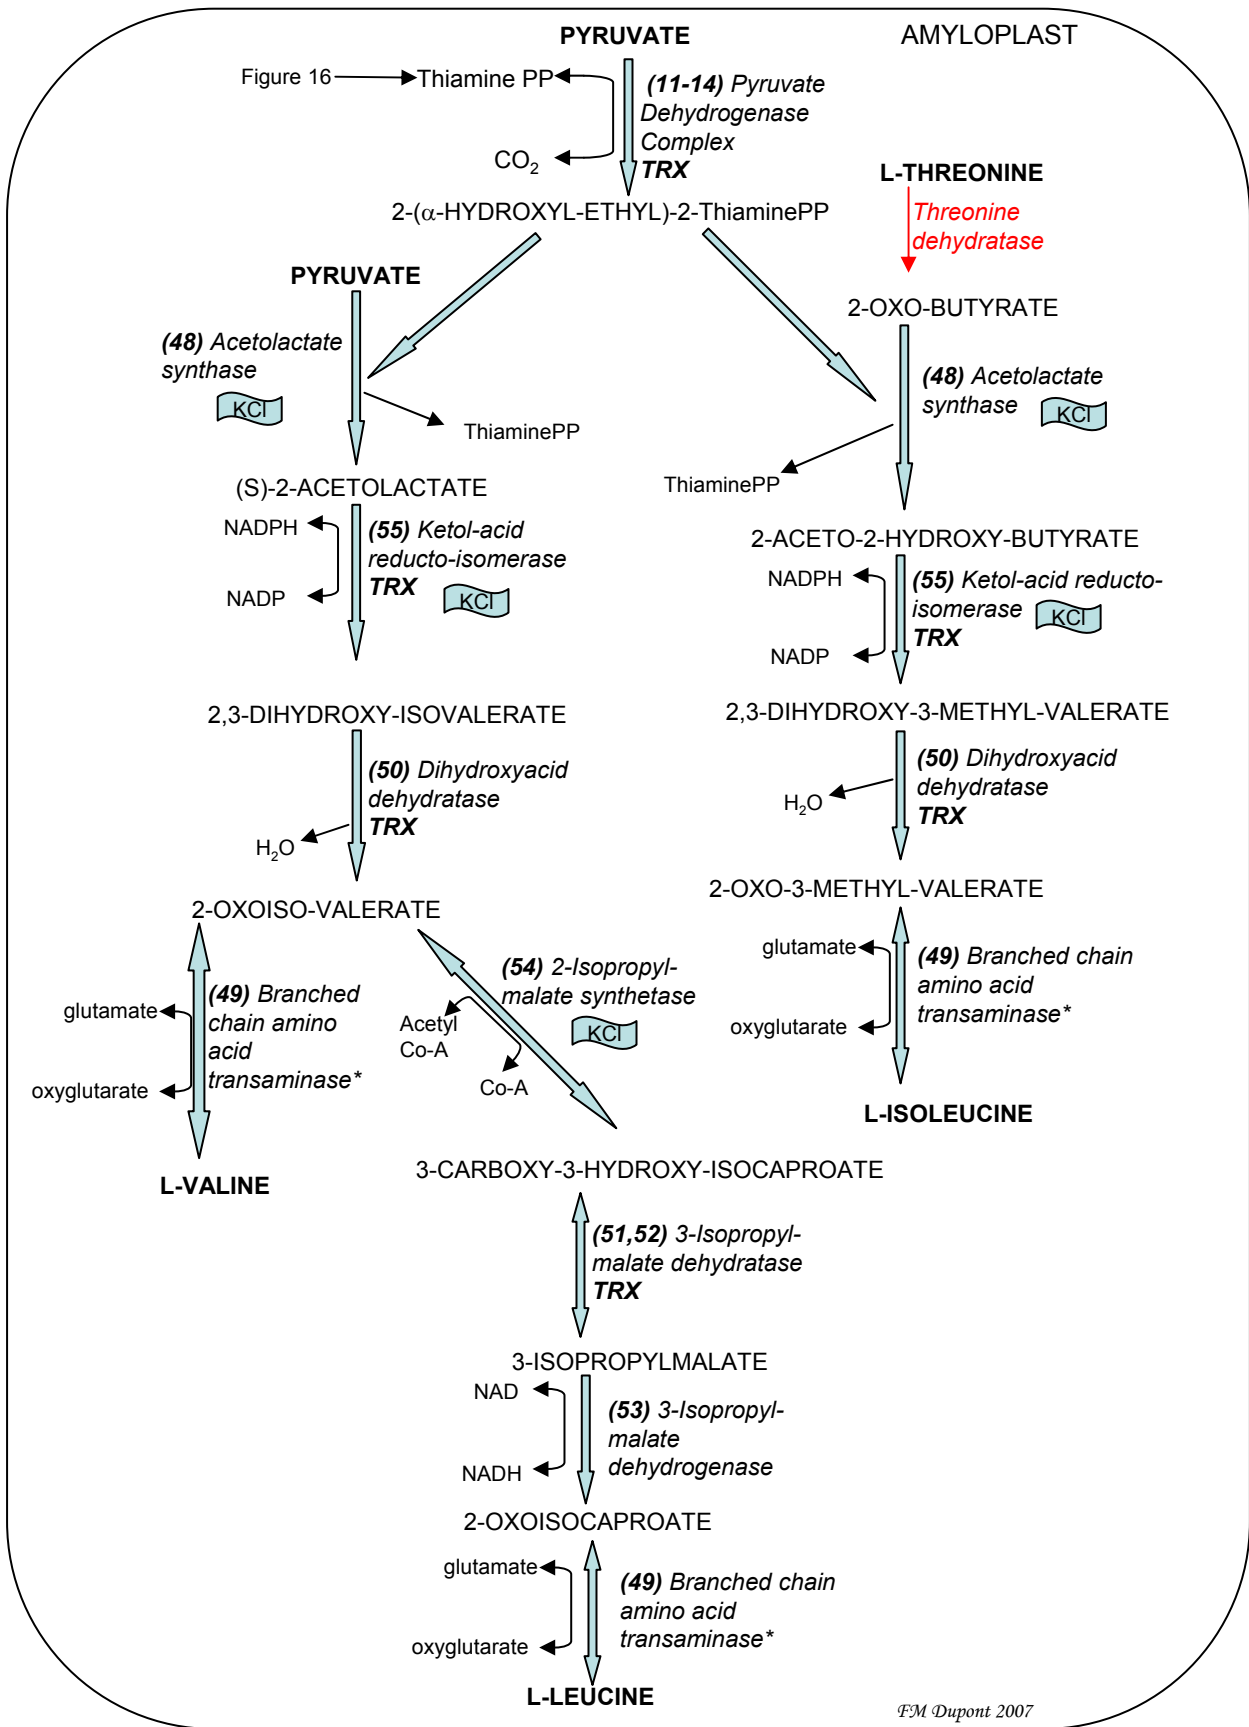 PYRUVATE
AMYLOPLAST
Figure 16
Thiamine PP
(11-14) Pyruvate
Dehydrogenase
Complex
TRX
CO2
L-THREONINE
Threonine
dehydratase
2-(α-HYDROXYL-ETHYL)-2-ThiaminePP
PYRUVATE
2-OXO-BUTYRATE
(48) Acetolactate
synthase
KCl
ThiaminePP
(48) Acetolactate
synthase
KCl
ThiaminePP
(S)-2-ACETOLACTATE
2-ACETO-2-HYDROXY-BUTYRATE
NADPH
NADP
(55) Ketol-acid
reducto-isomerase
TRX
KCl
NADPH
NADP
(55) Ketol-acid reducto-
isomerase
TRX
KCl
2,3-DIHYDROXY-ISOVALERATE
2,3-DIHYDROXY-3-METHYL-VALERATE
(50) Dihydroxyacid
dehydratase
TRX
H2O
(50) Dihydroxyacid
dehydratase
TRX
H2O
2-OXOISO-VALERATE
2-OXO-3-METHYL-VALERATE
glutamate
oxyglutarate
(49) Branched
chain amino
acid
transaminase*
(54) 2-Isopropyl-
malate synthetase
KCl
Acetyl
Co-A
Co-A
glutamate
oxyglutarate
(49) Branched chain
amino acid
transaminase*
L-VALINE
L-ISOLEUCINE
3-CARBOXY-3-HYDROXY-ISOCAPROATE
(51,52) 3-Isopropyl-
malate dehydratase
TRX
3-ISOPROPYLMALATE
NAD
NADH
(53) 3-Isopropyl-
malate
dehydrogenase
2-OXOISOCAPROATE
glutamate
oxyglutarate
(49) Branched chain
amino acid
transaminase*
L-LEUCINE
FM Dupont 2007